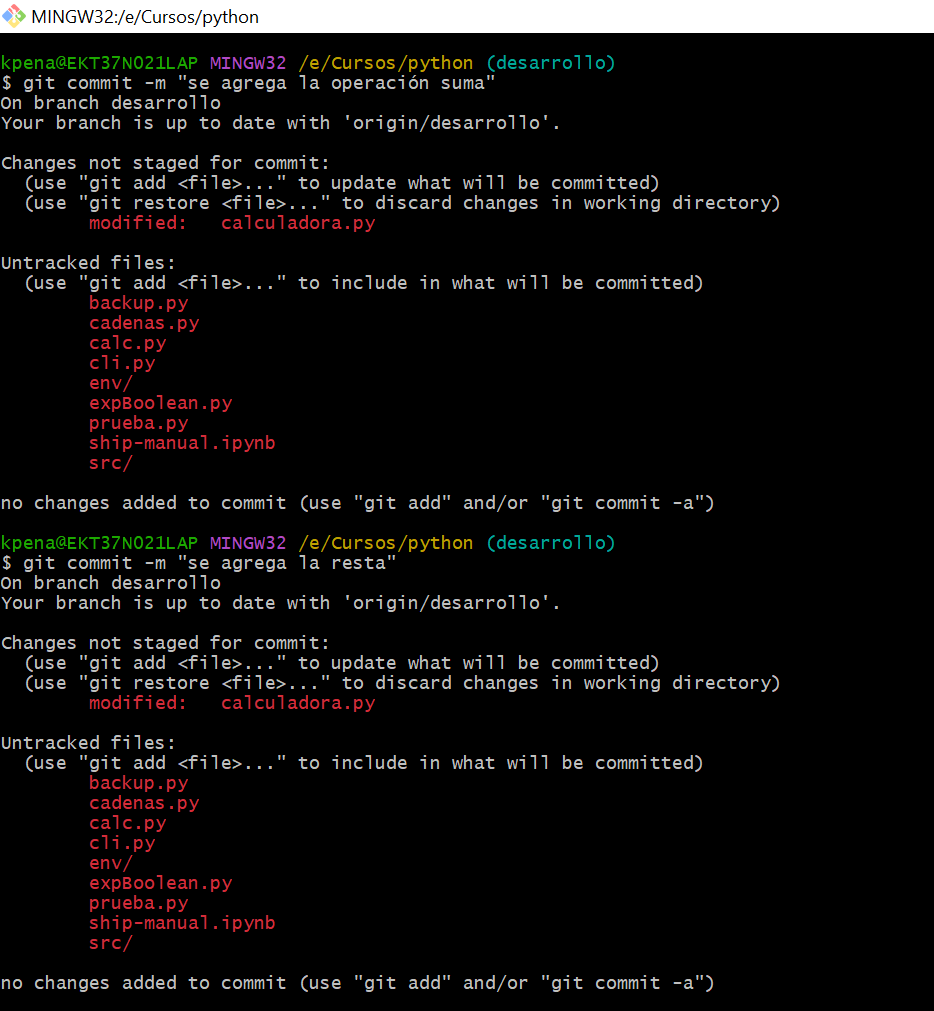 MINGW32:/e/Cursos/python
kpena@EKT37N021LAP MINGW32 /e/Cursos/python (desarrollo)
$ git commit -m "se agrega la operación suma"
On branch desarrollo
Your branch is up to date with 'origin/desarrollo'.
Changes not staged for commit:
  (use "git add <file>..." to update what will be committed)
  (use "git restore <file>..." to discard changes in working directory)
        modified:   calculadora.py
Untracked files:
  (use "git add <file>..." to include in what will be committed)
        backup.py
        cadenas.py
        calc.py
        cli.py
        env/
        expBoolean.py
        prueba.py
        ship-manual.ipynb
        src/
no changes added to commit (use "git add" and/or "git commit -a")
kpena@EKT37N021LAP MINGW32 /e/Cursos/python (desarrollo)
$ git commit -m "se agrega la resta"
On branch desarrollo
Your branch is up to date with 'origin/desarrollo'.
Changes not staged for commit:
  (use "git add <file>..." to update what will be committed)
  (use "git restore <file>..." to discard changes in working directory)
        modified:   calculadora.py
Untracked files:
  (use "git add <file>..." to include in what will be committed)
        backup.py
        cadenas.py
        calc.py
        cli.py
        env/
        expBoolean.py
        prueba.py
        ship-manual.ipynb
        src/
no changes added to commit (use "git add" and/or "git commit -a")